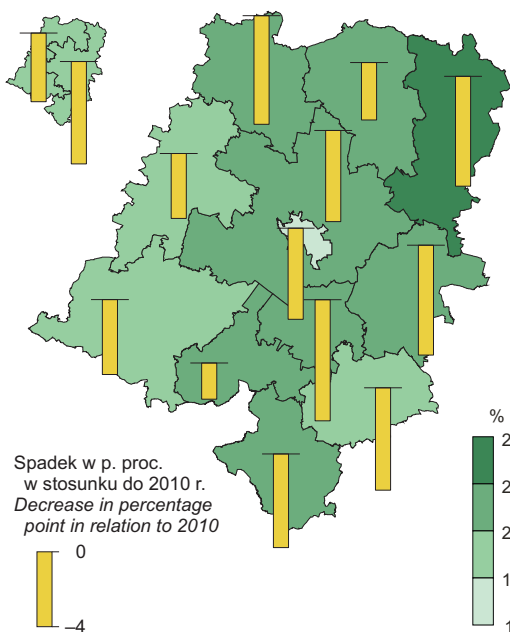 %
2
Spadek w p. proc.
w stosunku do 2010 r.
Decrease in percentage
point in relation to 2010
2
2
0
1
–4
1